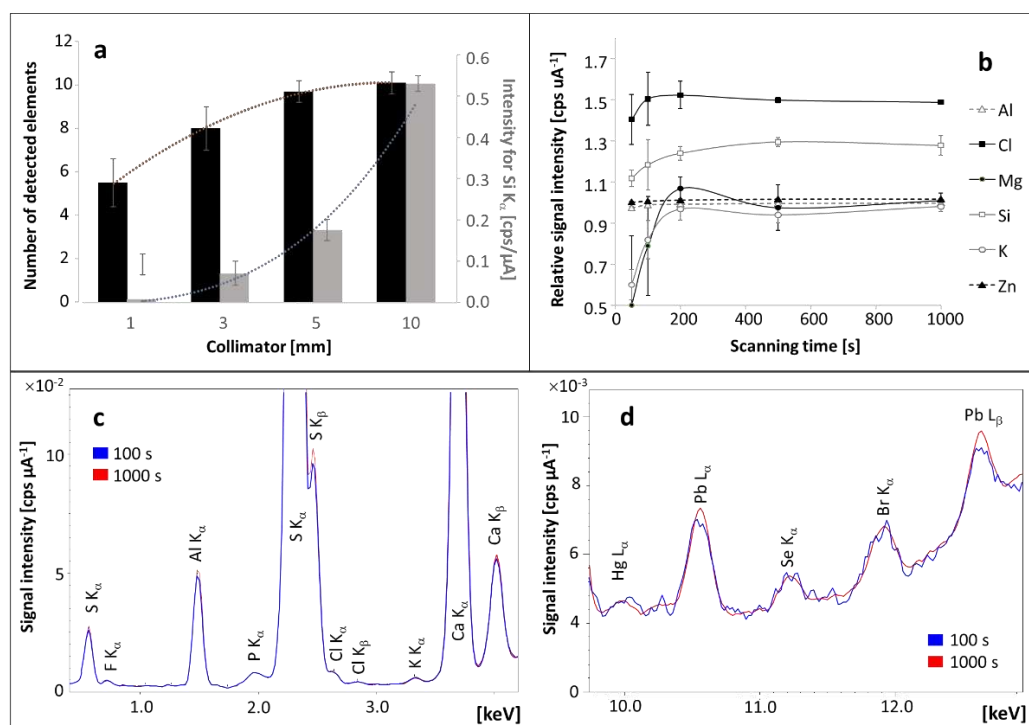 a
Number of detected elements
12
10
8
6
4
2
0
0.6
0.5
0.4
0.3
0.2
0.1
0.0
Intensity for Si Kα [cps/μA]
1 3 5 10
Collimator [mm]
b
Relative signal intensity [cps uA⁻¹]
1.7
1.5
1.3
1.1
0.9
0.7
0.5
0 200 400 600 800 1000
Scanning time [s]
Al
Cl
Mg
Si
K
Zn
c
×10⁻²
Signal intensity [cps μA⁻¹]
10
5
0
100 s
1000 s
S Kα
F Kα
Al Kα
P Kα
S Kα
S Kβ
Cl Kα
Cl Kβ
K Kα
Ca Kα
Ca Kβ
1.0 2.0 3.0 [keV]
d
×10⁻³
Signal intensity [cps μA⁻¹]
10
8
6
4
0
Hg Lα
Pb Lα
Se Kα
Br Kα
Pb Lβ
100 s
1000 s
10.0 11.0 12.0 [keV]